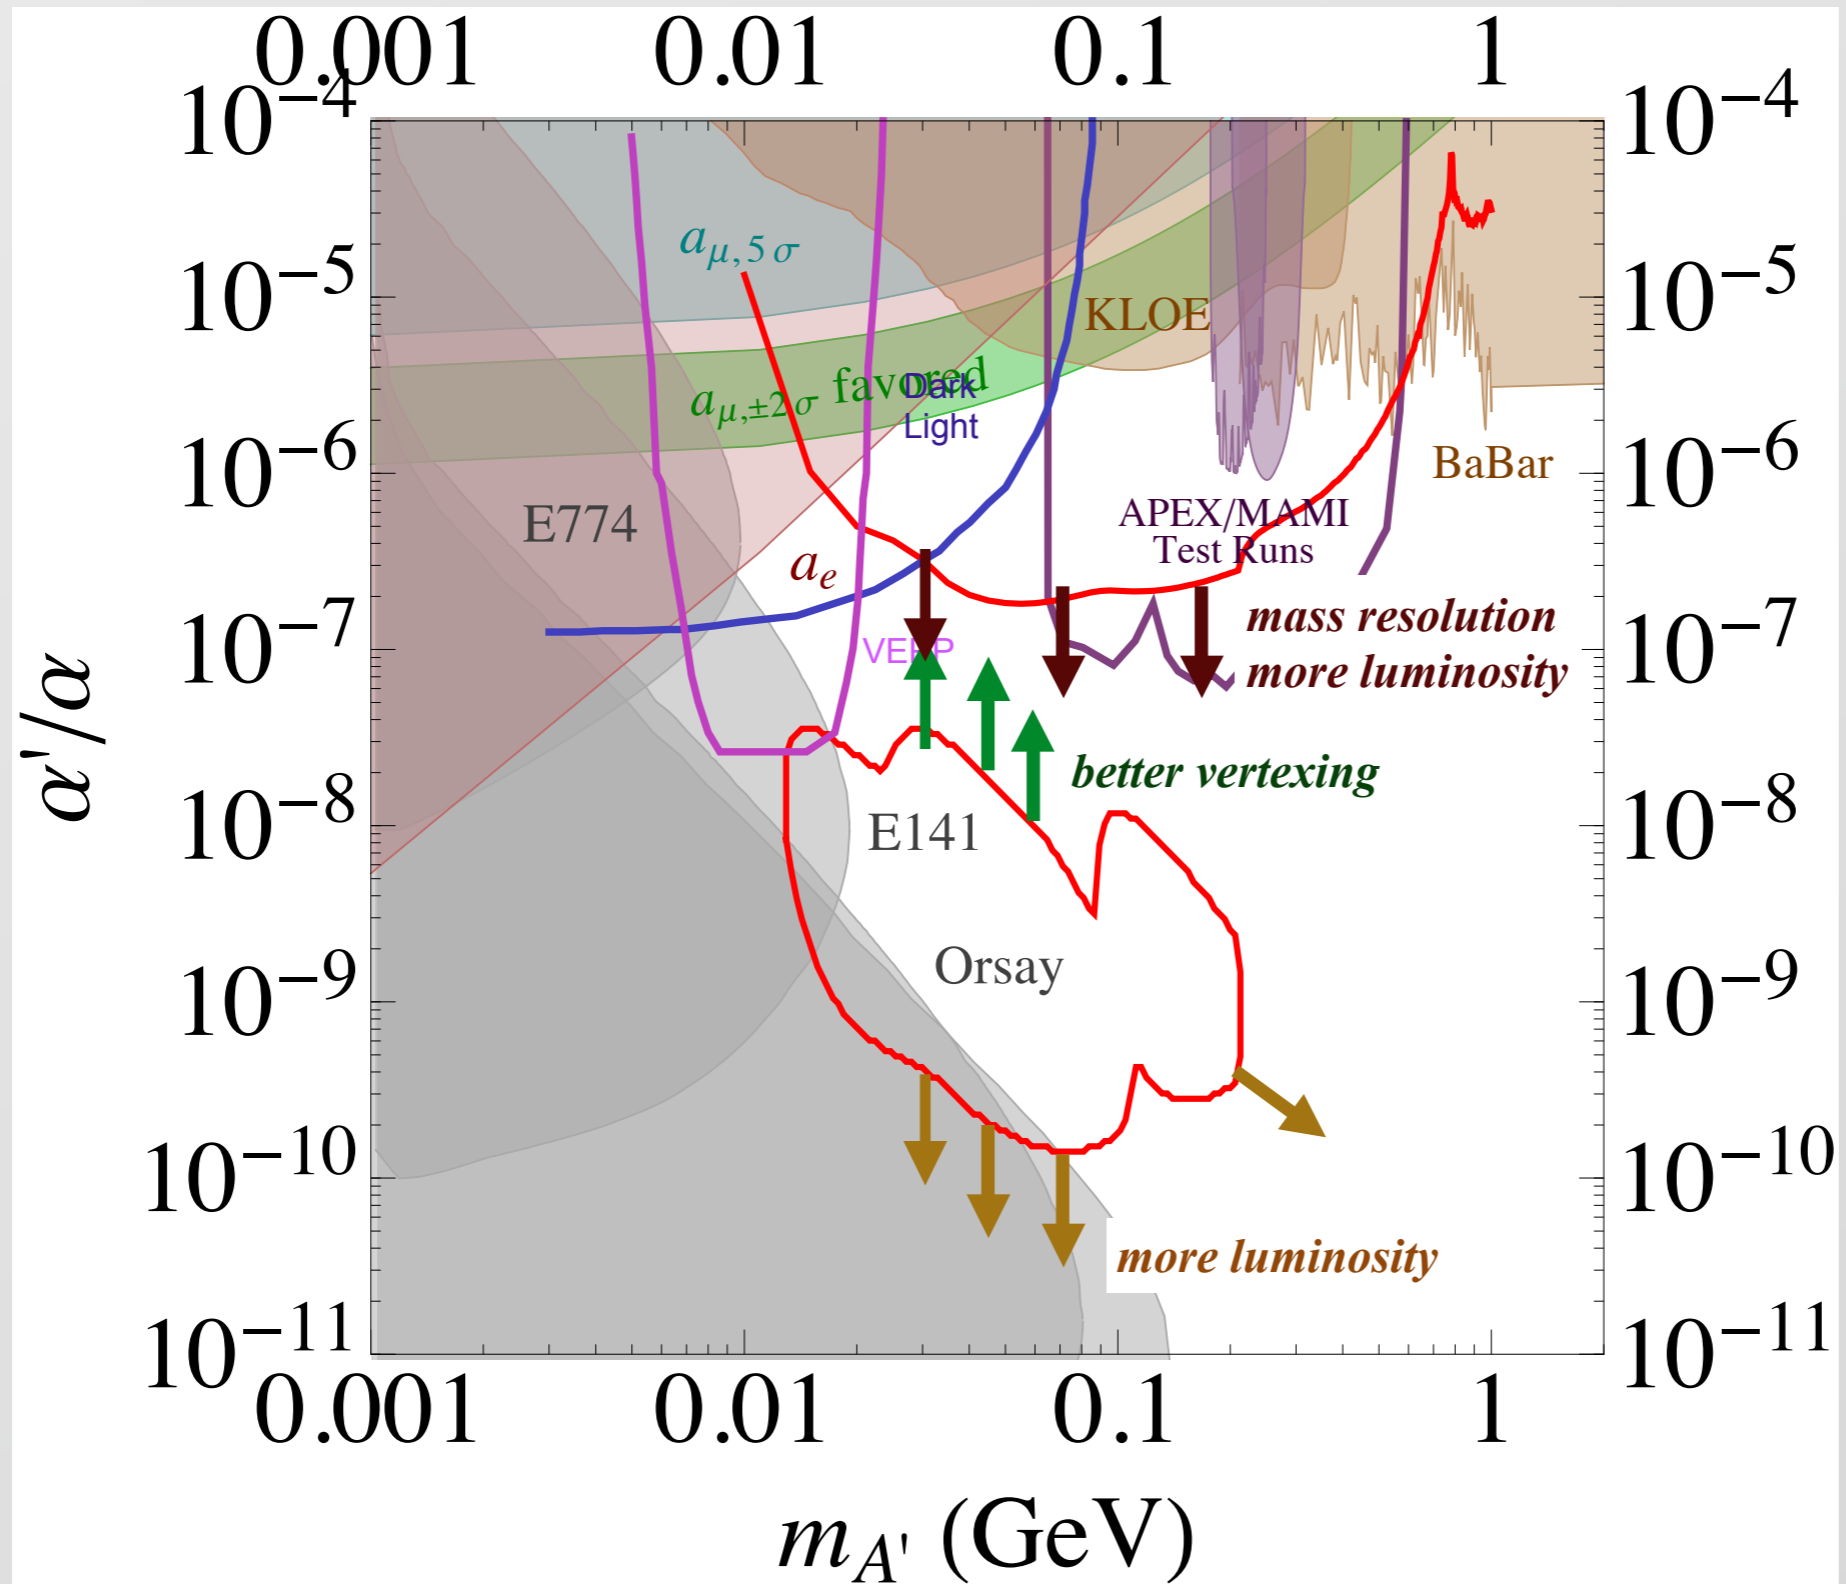 0.001 0.01 0.1 1
10⁻⁴ 10⁻⁴
a_μ,5σ
10⁻⁵ 10⁻⁵
KLOE
a_μ,±2σ favored
Dark
Light
10⁻⁶ 10⁻⁶
BaBar
E774
APEX/MAMI
Test Runs
a_e
10⁻⁷ 10⁻⁷
mass resolution
VEPP
more luminosity
α'/α
better vertexing
10⁻⁸ 10⁻⁸
E141
Orsay
10⁻⁹ 10⁻⁹
10⁻¹⁰ 10⁻¹⁰
more luminosity
10⁻¹¹ 10⁻¹¹
0.001 0.01 0.1 1
m_A' (GeV)